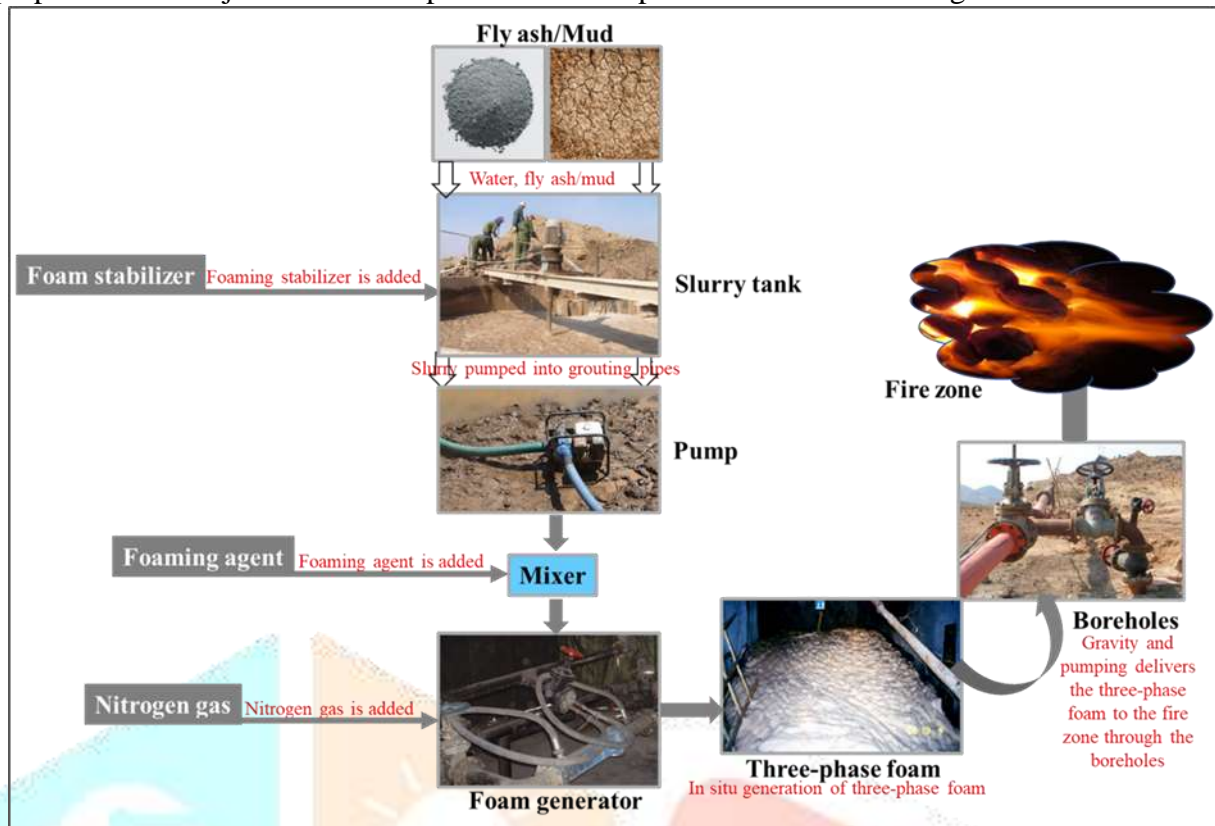 Fly ash/Mud
Water, fly ash/mud
Foam stabilizer
Foaming stabilizer is added
Slurry tank
Slurry pumped into grouting pipes
Fire zone
Pump
Foaming agent
Foaming agent is added
Mixer
Boreholes
Gravity and
pumping delivers
the three-phase
foam to the fire
zone through the
boreholes
Nitrogen gas
Nitrogen gas is added
Foam generator
Three-phase foam
In situ generation of three-phase foam